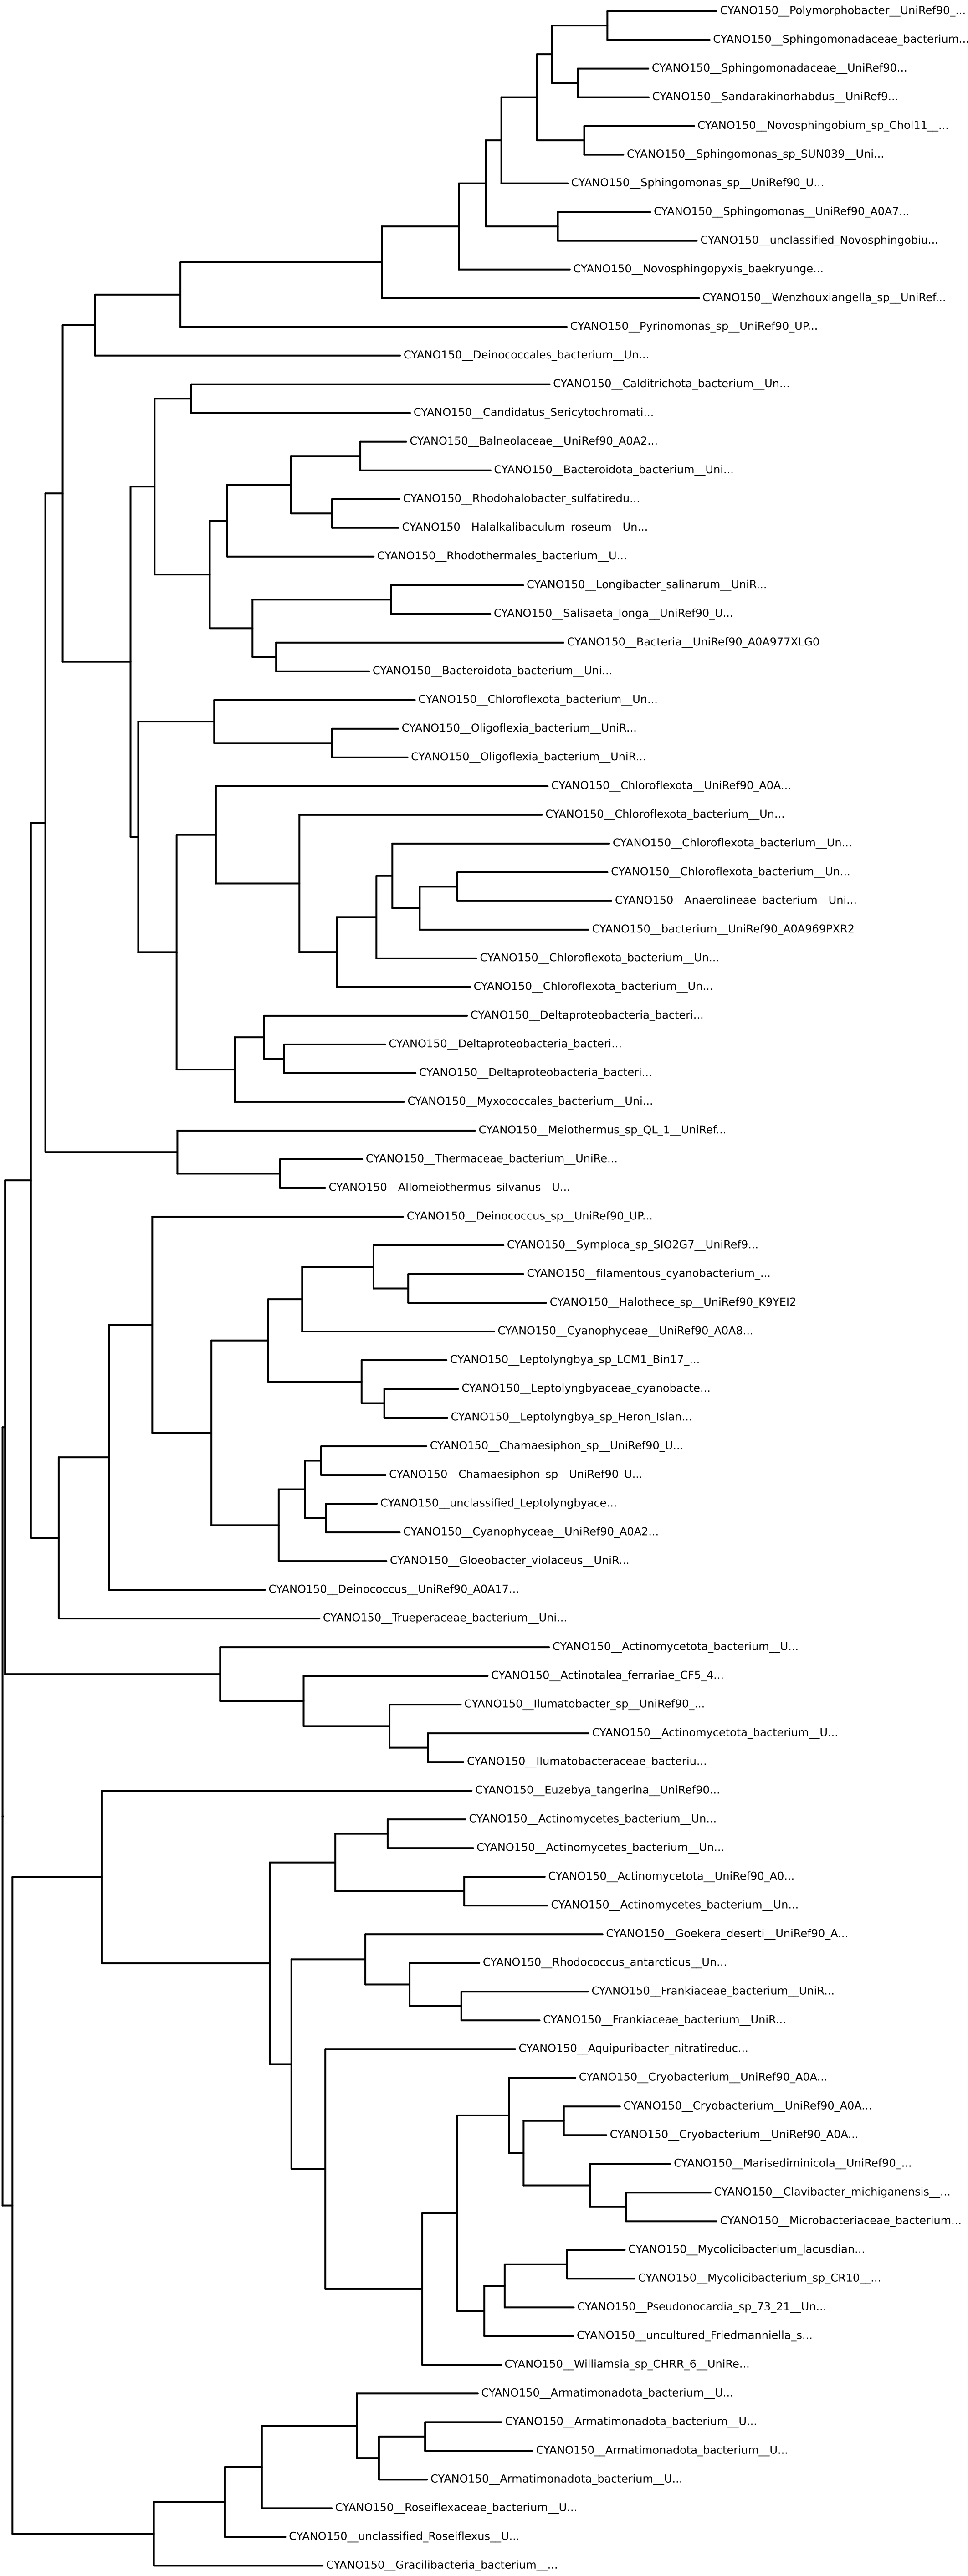 CYANO150__Polymorphobacter__UniRef90_...
CYANO150__Sphingomonadaceae_bacterium...
CYANO150__Sphingomonadaceae__UniRef90...
CYANO150__Sandarakinorhabdus__UniRef9...
CYANO150__Novosphingobium_sp_Chol11__...
CYANO150__Sphingomonas_sp_SUN039__Uni...
CYANO150__Sphingomonas_sp__UniRef90_U...
CYANO150__Sphingomonas__UniRef90_A0A7...
CYANO150__unclassified_Novosphingobiu...
CYANO150__Novosphingopyxis_baekryunge...
CYANO150__Wenzhouxiangella_sp__UniRef...
CYANO150__Pyrinomonas_sp__UniRef90_UP...
CYANO150__Deinococcales_bacterium__Un...
CYANO150__Calditrichota_bacterium__Un...
CYANO150__Candidatus_Sericytochromati...
CYANO150__Balneolaceae__UniRef90_A0A2...
CYANO150__Bacteroidota_bacterium__Uni...
CYANO150__Rhodohalobacter_sulfatiredu...
CYANO150__Halalkalibaculum_roseum__Un...
CYANO150__Rhodothermales_bacterium__U...
CYANO150__Longibacter_salinarum__UniR...
CYANO150__Salisaeta_longa__UniRef90_U...
CYANO150__Bacteria__UniRef90_A0A977XLG0
CYANO150__Bacteroidota_bacterium__Uni...
CYANO150__Chloroflexota_bacterium__Un...
CYANO150__Oligoflexia_bacterium__UniR...
CYANO150__Oligoflexia_bacterium__UniR...
CYANO150__Chloroflexota__UniRef90_A0A...
CYANO150__Chloroflexota_bacterium__Un...
CYANO150__Chloroflexota_bacterium__Un...
CYANO150__Chloroflexota_bacterium__Un...
CYANO150__Anaerolineae_bacterium__Uni...
CYANO150__bacterium__UniRef90_A0A969PXR2
CYANO150__Chloroflexota_bacterium__Un...
CYANO150__Chloroflexota_bacterium__Un...
CYANO150__Deltaproteobacteria_bacteri...
CYANO150__Deltaproteobacteria_bacteri...
CYANO150__Deltaproteobacteria_bacteri...
CYANO150__Myxococcales_bacterium__Uni...
CYANO150__Meiothermus_sp_QL_1__UniRef...
CYANO150__Thermaceae_bacterium__UniRe...
CYANO150__Allomeiothermus_silvanus__U...
CYANO150__Deinococcus_sp__UniRef90_UP...
CYANO150__Symploca_sp_SIO2G7__UniRef9...
CYANO150__filamentous_cyanobacterium_...
CYANO150__Halothece_sp__UniRef90_K9YEI2
CYANO150__Cyanophyceae__UniRef90_A0A8...
CYANO150__Leptolyngbya_sp_LCM1_Bin17_...
CYANO150__Leptolyngbyaceae_cyanobacte...
CYANO150__Leptolyngbya_sp_Heron_Islan...
CYANO150__Chamaesiphon_sp__UniRef90_U...
CYANO150__Chamaesiphon_sp__UniRef90_U...
CYANO150__unclassified_Leptolyngbyace...
CYANO150__Cyanophyceae__UniRef90_A0A2...
CYANO150__Gloeobacter_violaceus__UniR...
CYANO150__Deinococcus__UniRef90_A0A17...
CYANO150__Trueperaceae_bacterium__Uni...
CYANO150__Actinomycetota_bacterium__U...
CYANO150__Actinotalea_ferrariae_CF5_4...
CYANO150__Ilumatobacter_sp__UniRef90_...
CYANO150__Actinomycetota_bacterium__U...
CYANO150__Ilumatobacteraceae_bacteriu...
CYANO150__Euzebya_tangerina__UniRef90...
CYANO150__Actinomycetes_bacterium__Un...
CYANO150__Actinomycetes_bacterium__Un...
CYANO150__Actinomycetota__UniRef90_A0...
CYANO150__Actinomycetes_bacterium__Un...
CYANO150__Goekera_deserti__UniRef90_A...
CYANO150__Rhodococcus_antarcticus__Un...
CYANO150__Frankiaceae_bacterium__UniR...
CYANO150__Frankiaceae_bacterium__UniR...
CYANO150__Aquipuribacter_nitratireduc...
CYANO150__Cryobacterium__UniRef90_A0A...
CYANO150__Cryobacterium__UniRef90_A0A...
CYANO150__Cryobacterium__UniRef90_A0A...
CYANO150__Marisediminicola__UniRef90_...
CYANO150__Clavibacter_michiganensis__...
CYANO150__Microbacteriaceae_bacterium...
CYANO150__Mycolicibacterium_lacusdian...
CYANO150__Mycolicibacterium_sp_CR10__...
CYANO150__Pseudonocardia_sp_73_21__Un...
CYANO150__uncultured_Friedmanniella_s...
CYANO150__Williamsia_sp_CHRR_6__UniRe...
CYANO150__Armatimonadota_bacterium__U...
CYANO150__Armatimonadota_bacterium__U...
CYANO150__Armatimonadota_bacterium__U...
CYANO150__Armatimonadota_bacterium__U...
CYANO150__Roseiflexaceae_bacterium__U...
CYANO150__unclassified_Roseiflexus__U...
CYANO150__Gracilibacteria_bacterium__...